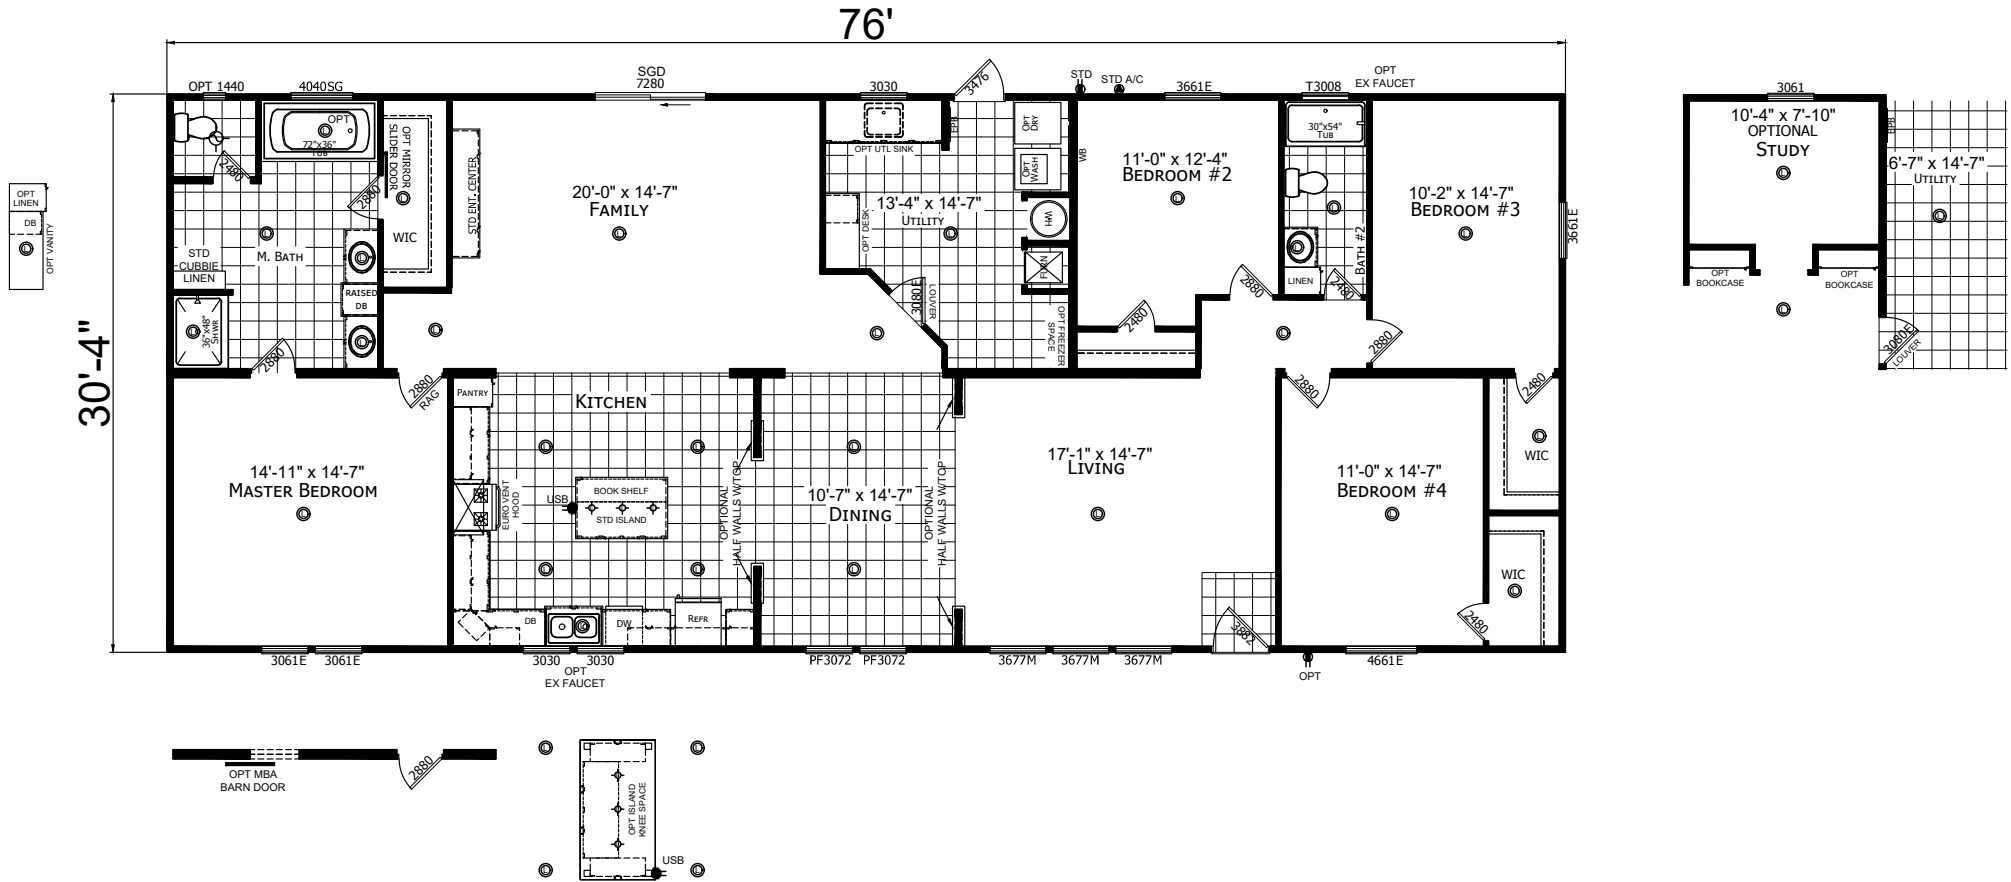 76'
30'-4"
OPT 1440
4040SG
SGD
7280
3030
3476
STD
STD A/C
3661E
T3008
OPT
EX FAUCET
OPT
72"x36"
TUB
2480
2880
OPT MIRROR
SLIDER DOOR
WIC
STD ENT. CENTER
20'-0" x 14'-7"
FAMILY
OPT UTL SINK
EPB
OPT
DRY
OPT
WASH
WB
13'-4" x 14'-7"
UTILITY
OPT DESK
WH
FURN
3080E
LOUVER
OPT FREEZER
SPACE
11'-0" x 12'-4"
BEDROOM #2
2480
2880
30"x54"
TUB
BATH #2
LINEN
2480
10'-2" x 14'-7"
BEDROOM #3
3661E
2880
M. BATH
STD
CUBBIE
LINEN
RAISED
DB
36"x48"
SHWR
2880
2880
RAG
OPT
LINEN
DB
OPT VANITY
14'-11" x 14'-7"
MASTER BEDROOM
PANTRY
KITCHEN
EURO VENT
HOOD
USB
BOOK SHELF
STD ISLAND
DB
DW
REFR
OPTIONAL
HALF WALLS W/TOP
10'-7" x 14'-7"
DINING
OPTIONAL
HALF WALLS W/TOP
17'-1" x 14'-7"
LIVING
3882
2880
11'-0" x 14'-7"
BEDROOM #4
2480
WIC
WIC
2480
3061E
3061E
3030
3030
OPT
EX FAUCET
PF3072
PF3072
3677M
3677M
3677M
OPT
4661E
3061
10'-4" x 7'-10"
OPTIONAL
STUDY
OPT
BOOKCASE
OPT
BOOKCASE
EPB
6'-7" x 14'-7"
UTILITY
3080E
LOUVER
OPT MBA
BARN DOOR
2880
OPT ISLAND
KNEE SPACE
USB